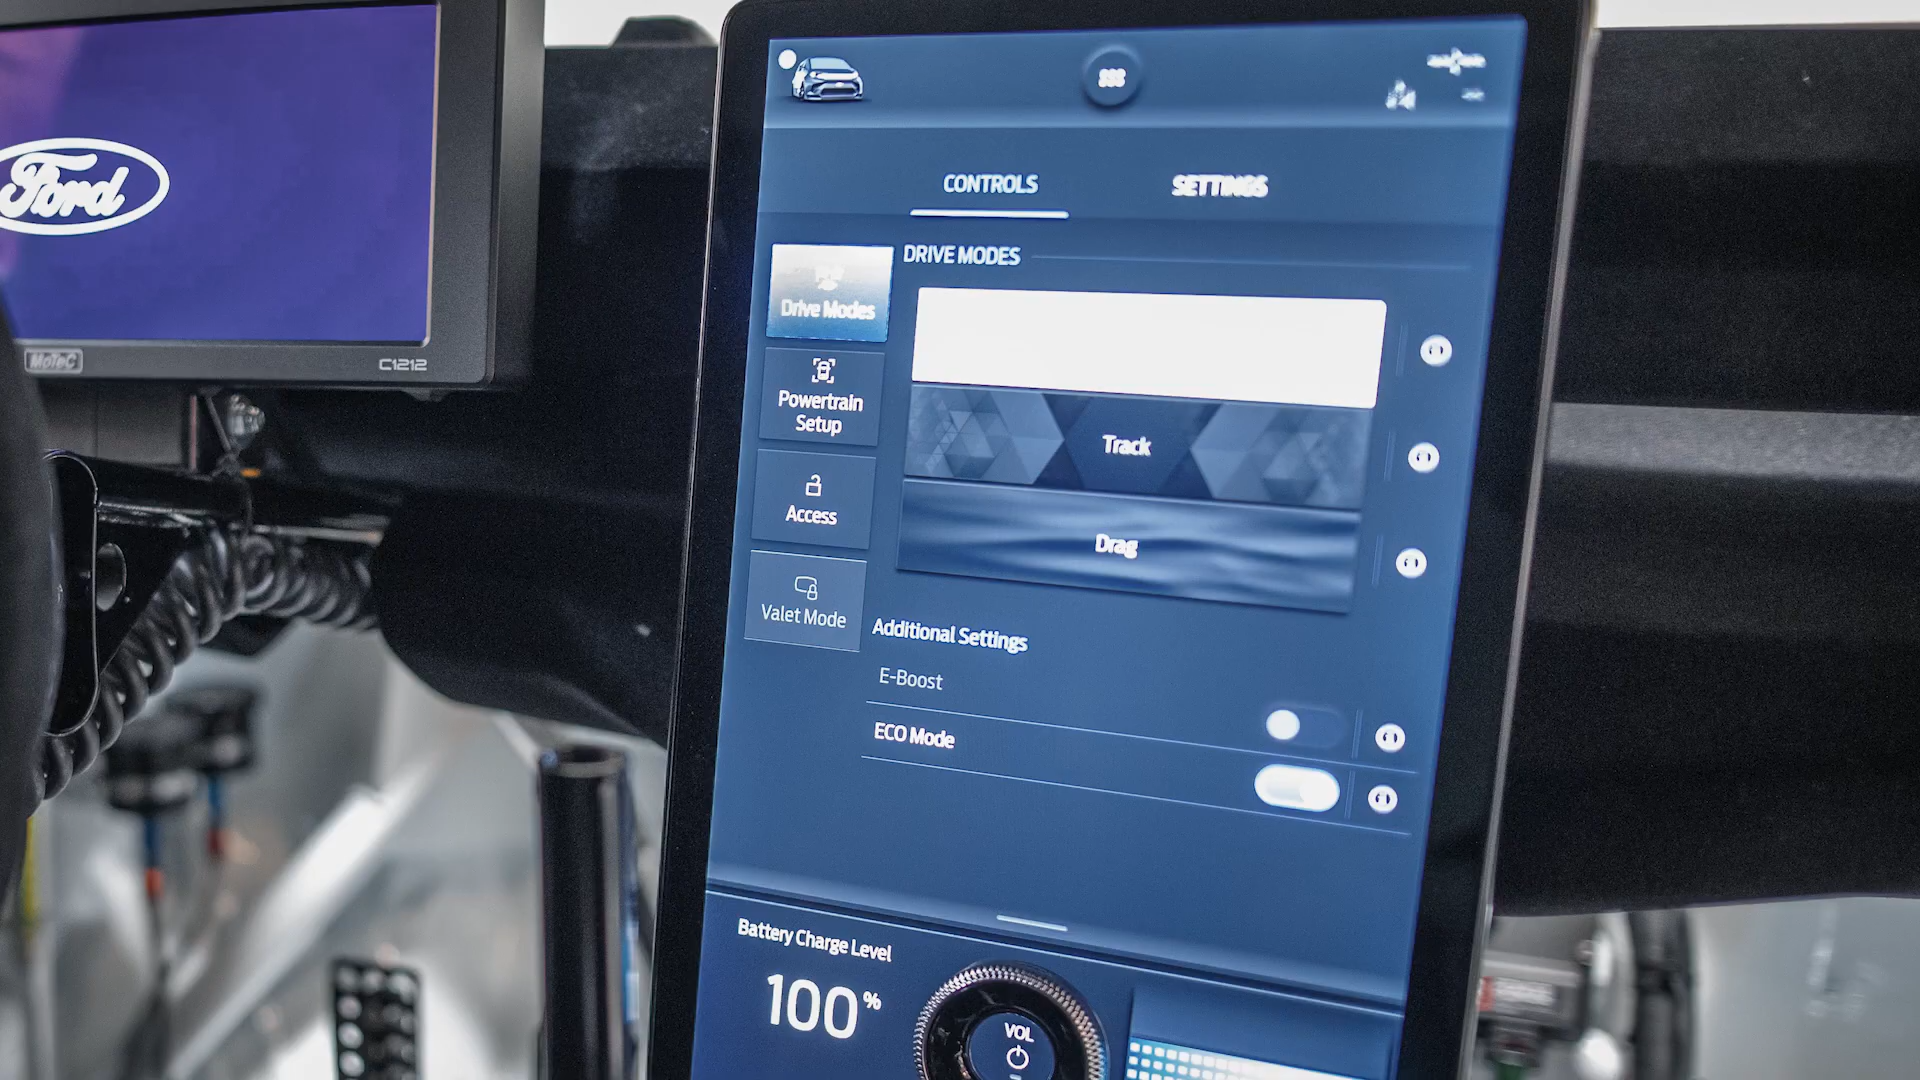 Ford
MoTeC
C1212
CONTROLS
SETTINGS
DRIVE MODES
Drive Modes
Powertrain
Setup
Access
Valet Mode
Track
Drag
Additional Settings
E-Boost
ECO Mode
Battery Charge Level
100%
VOL